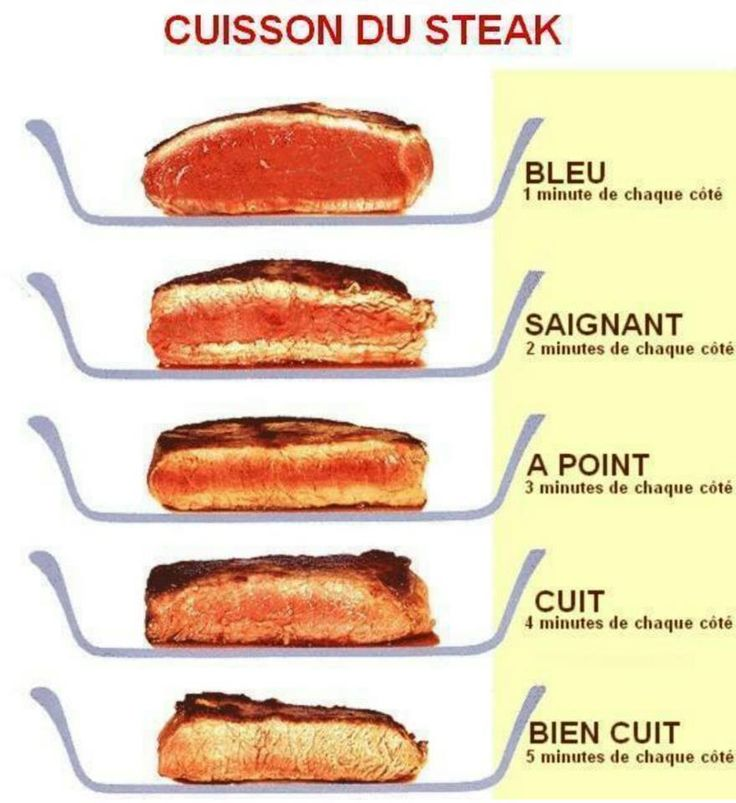 CUISSON DU STEAK
BLEU
1 minute de chaque côté
SAIGNANT
2 minutes de chaque côté
A POINT
3 minutes de chaque côté
CUIT
4 minutes de chaque côté
BIEN CUIT
5 minutes de chaque côté